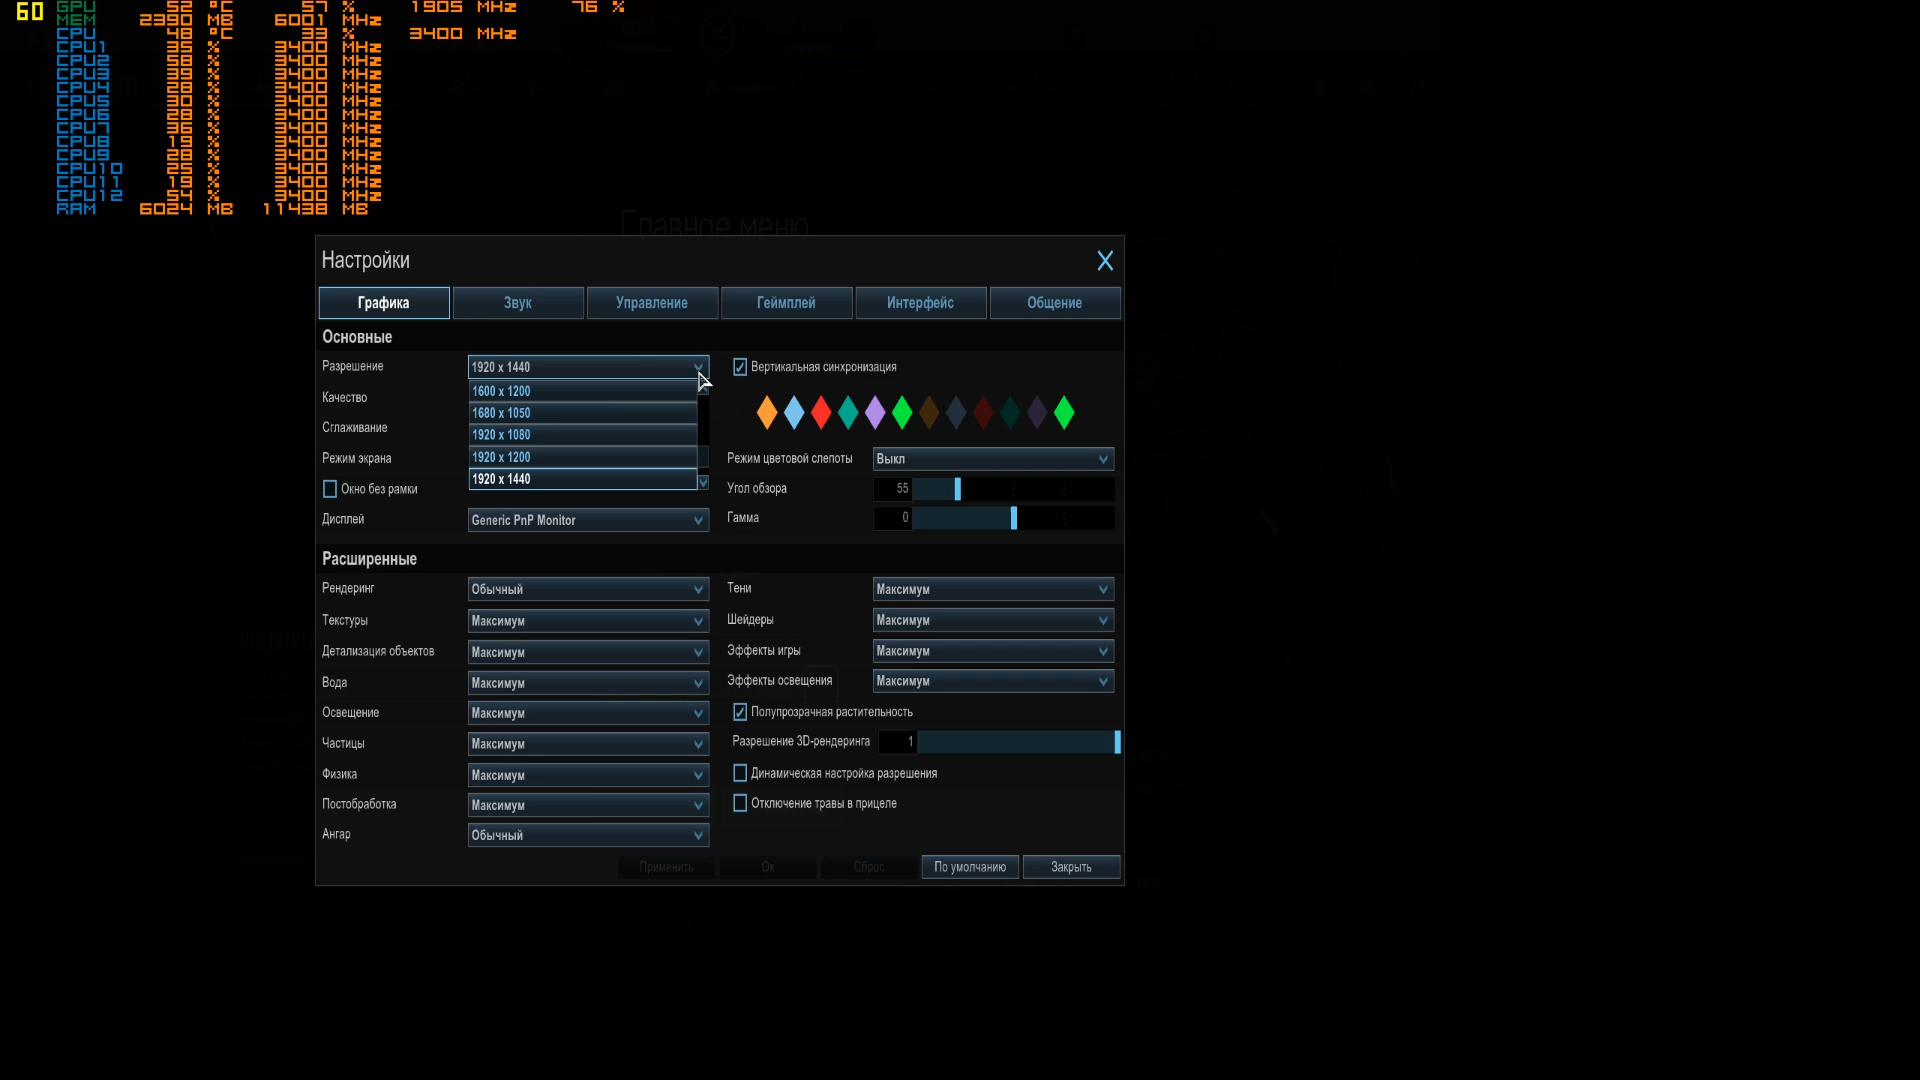 60 GPU 52 °C 57 % 1905 MHz 76 %
MEM 2390 MB 6001 MHz
CPU 48 °C 33 % 3400 MHz
CPU1 35 % 3400 MHz
CPU2 58 % 3400 MHz
CPU3 39 % 3400 MHz
CPU4 28 % 3400 MHz
CPU5 30 % 3400 MHz
CPU6 28 % 3400 MHz
CPU7 36 % 3400 MHz
CPU8 19 % 3400 MHz
CPU9 28 % 3400 MHz
CPU10 25 % 3400 MHz
CPU11 19 % 3400 MHz
CPU12 54 % 3400 MHz
RAM 6024 MB 11438 MB
Главное меню
Настройки
Графика Звук Управление Геймплей Интерфейс Общение
Основные
Разрешение 1920 x 1440 Вертикальная синхронизация
1600 x 1200
Качество
1680 x 1050
Сглаживание
1920 x 1080
Режим экрана 1920 x 1200 Режим цветовой слепоты Выкл
1920 x 1440
Окно без рамки Угол обзора 55
Дисплей Generic PnP Monitor Гамма 0
Расширенные
Рендеринг Обычный Тени Максимум
Текстуры Максимум Шейдеры Максимум
Детализация объектов Максимум Эффекты игры Максимум
Вода Максимум Эффекты освещения Максимум
Освещение Максимум Полупрозрачная растительность
Частицы Максимум Разрешение 3D-рендеринга 1
Физика Максимум Динамическая настройка разрешения
Постобработка Максимум Отключение травы в прицеле
Ангар Обычный
Применить Ок Сброс По умолчанию Закрыть